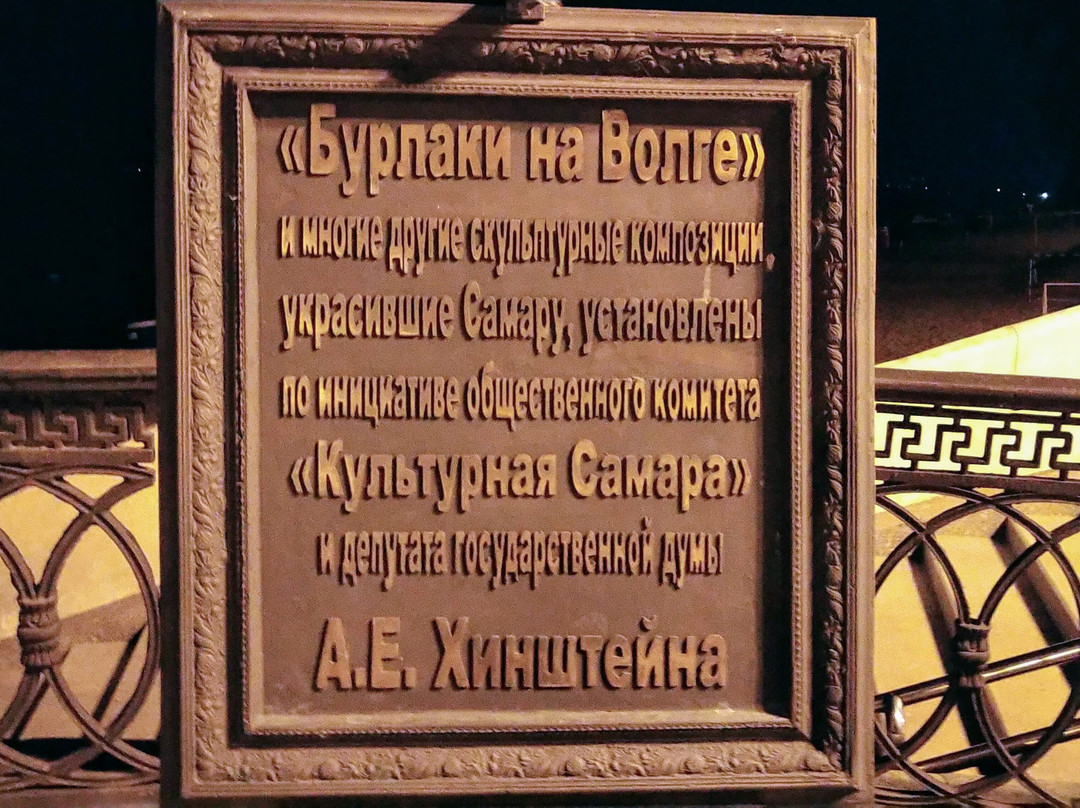 «Бурлаки на Волге»
и многие другие скульптурные композиции,
украсившие Самару, установлены
по инициативе общественного комитета
«Культурная Самара»
и депутата государственной думы
А.Е. Хинштейна